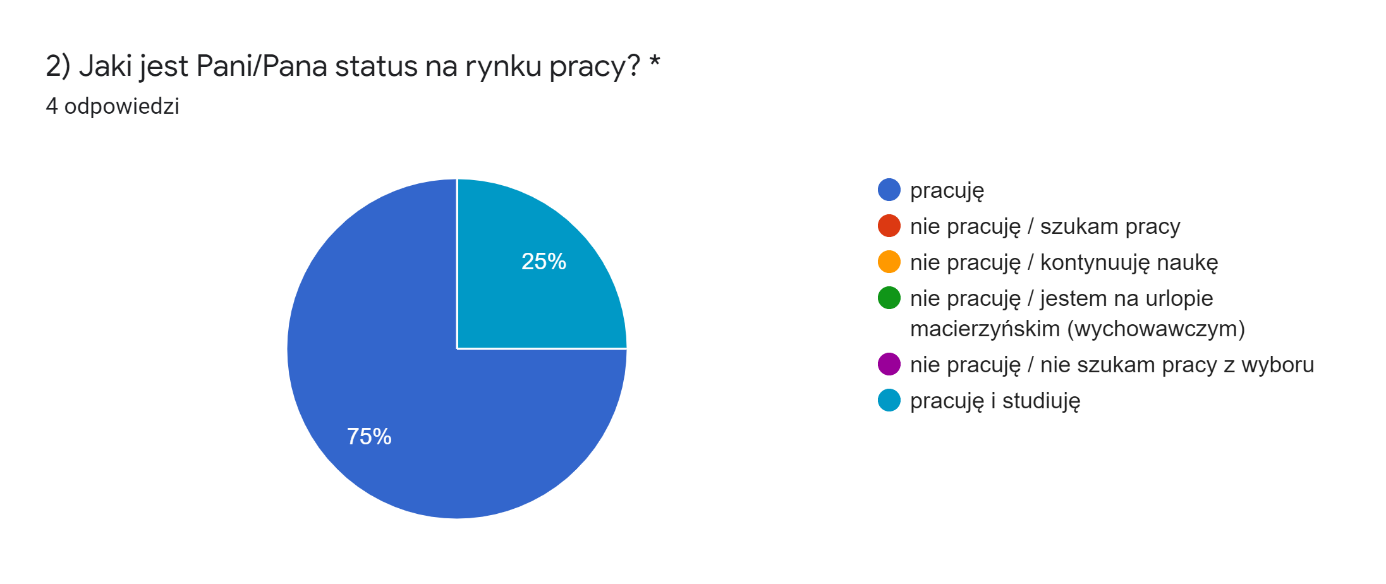 2) Jaki jest Pani/Pana status na rynku pracy? *
4 odpowiedzi
25%
75%
pracuję
nie pracuję / szukam pracy
nie pracuję / kontynuuję naukę
nie pracuję / jestem na urlopie
macierzyńskim (wychowawczym)
nie pracuję / nie szukam pracy z wyboru
pracuję i studiuję